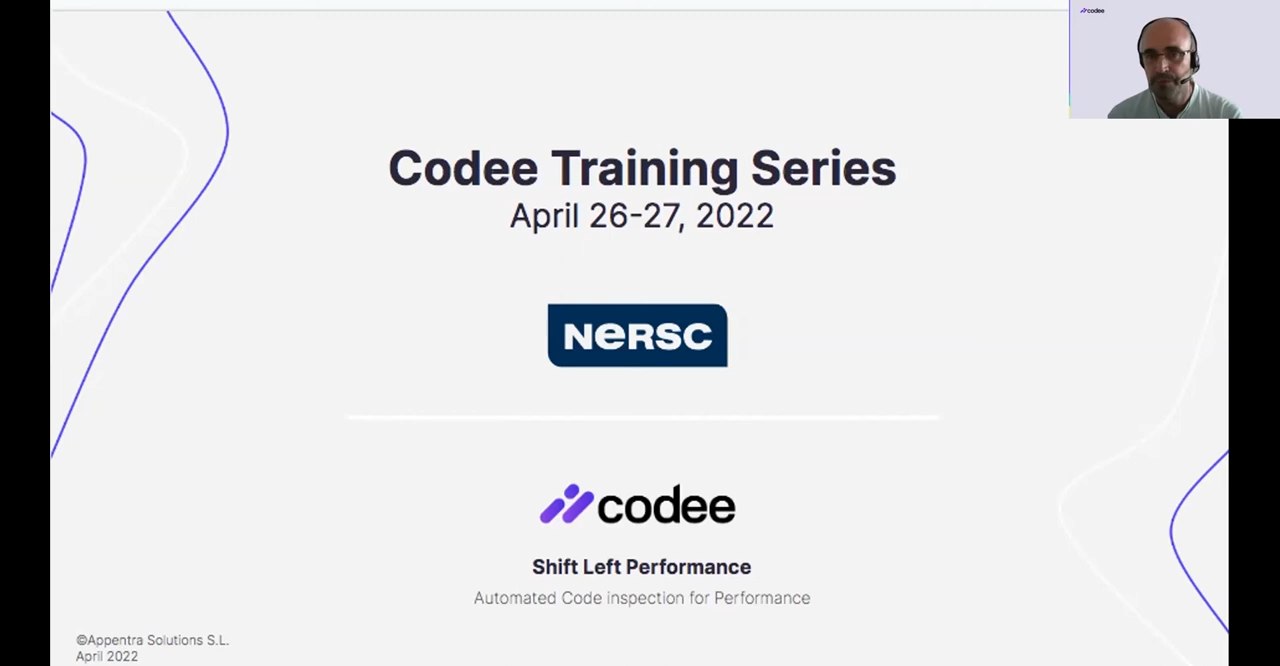 codee
Codee Training Series
April 26-27, 2022
NERSC
codee
Shift Left Performance
Automated Code inspection for Performance
©Appentra Solutions S.L.
April 2022